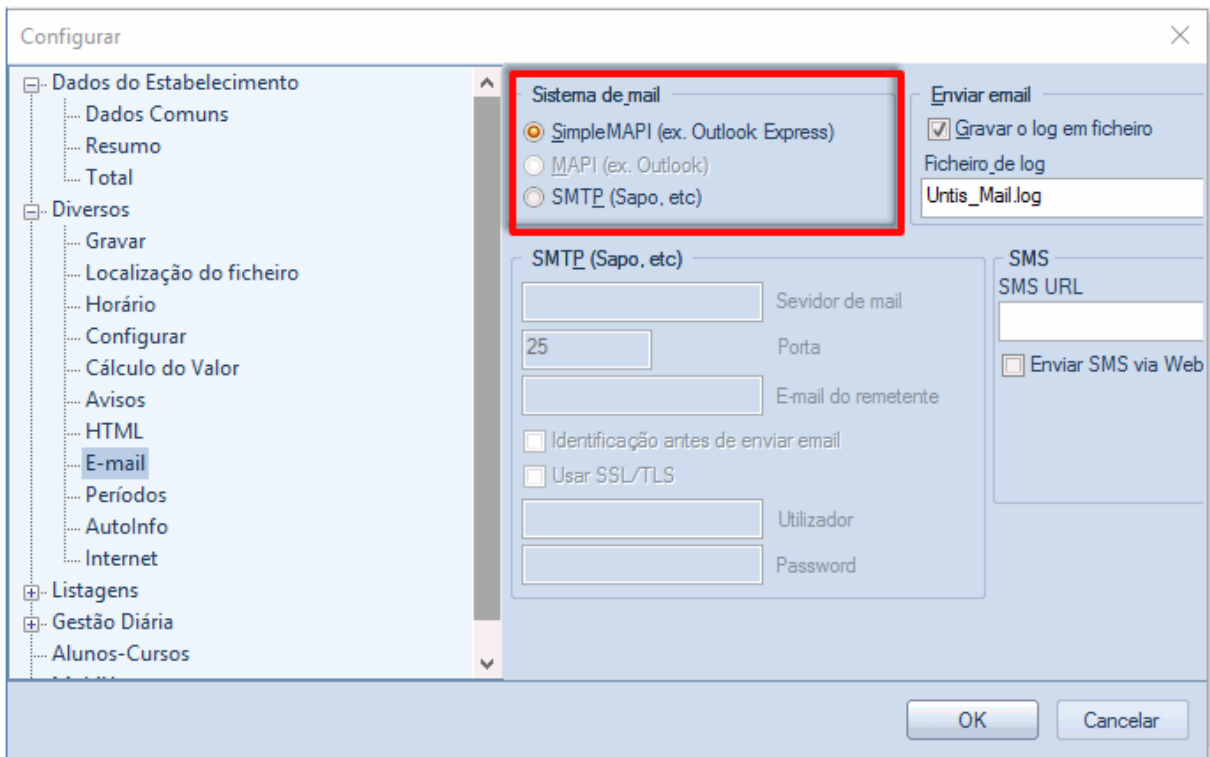 Configurar
Dados do Estabelecimento
Dados Comuns
Resumo
Total
Diversos
Gravar
Localização do ficheiro
Horário
Configurar
Cálculo do Valor
Avisos
HTML
E-mail
Períodos
AutoInfo
Internet
Listagens
Gestão Diária
Alunos-Cursos
Sistema de mail
SimpleMAPI (ex. Outlook Express)
MAPI (ex. Outlook)
SMTP (Sapo, etc)
Enviar email
Gravar o log em ficheiro
Ficheiro de log
Untis_Mail.log
SMTP (Sapo, etc)
Sevidor de mail
25 Porta
E-mail do remetente
Identificação antes de enviar email
Usar SSL/TLS
Utilizador
Password
SMS
SMS URL
Enviar SMS via Web
OK Cancelar